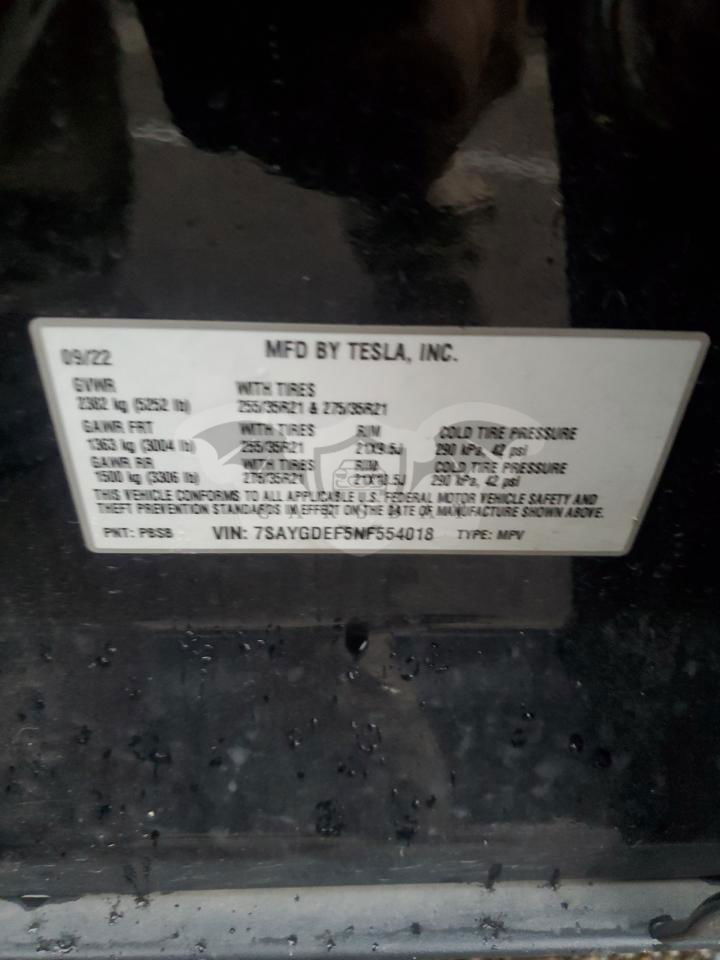 09/22 MFD BY TESLA, INC.
GVWR WITH TIRES
2382 kg (5252 lb) 255/35R21 & 275/35R21
GAWR FRT WITH TIRES RIM COLD TIRE PRESSURE
1363 kg (3004 lb) 255/35R21 21X9.5J 290 kPa, 42 psi
GAWR RR WITH TIRES RIM COLD TIRE PRESSURE
1500 kg (3306 lb) 275/35R21 21X10.5J 290 kPa, 42 psi
THIS VEHICLE CONFORMS TO ALL APPLICABLE U.S. FEDERAL MOTOR VEHICLE SAFETY AND
THEFT PREVENTION STANDARDS IN EFFECT ON THE DATE OF MANUFACTURE SHOWN ABOVE.
PNT: PBSB VIN: 7SAYGDEF5NF554018 TYPE: MPV